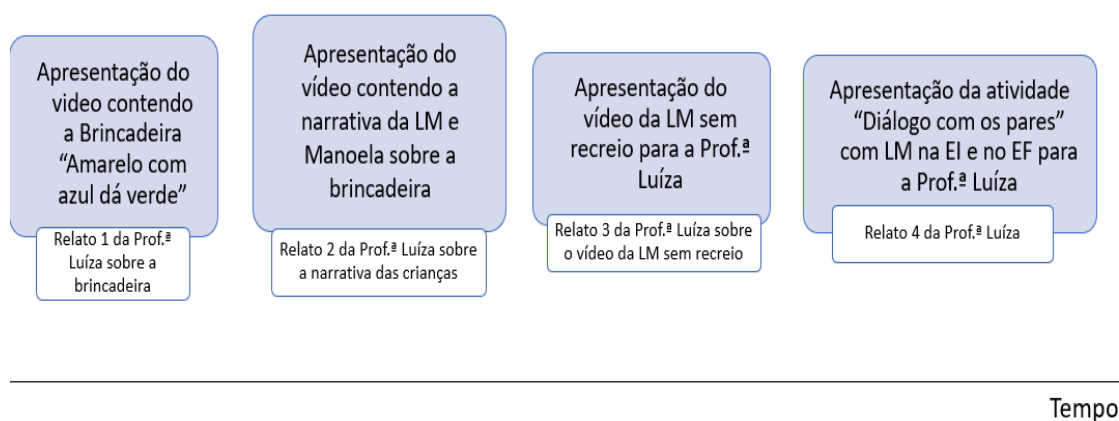 Apresentação do
video contendo
a Brincadeira
“Amarelo com
azul dá verde”
Relato 1 da Prof.ª
Luíza sobre a
brincadeira
Apresentação do
vídeo contendo a
narrativa da LM e
Manoela sobre a
brincadeira
Relato 2 da Prof.ª Luíza sobre
a narrativa das crianças
Apresentação do
vídeo da LM sem
recreio para a Prof.ª
Luíza
Relato 3 da Prof.ª Luíza sobre
o vídeo da LM sem recreio
Apresentação da atividade
“Diálogo com os pares”
com LM na EI e no EF para
a Prof.ª Luíza
Relato 4 da Prof.ª Luíza
Tempo